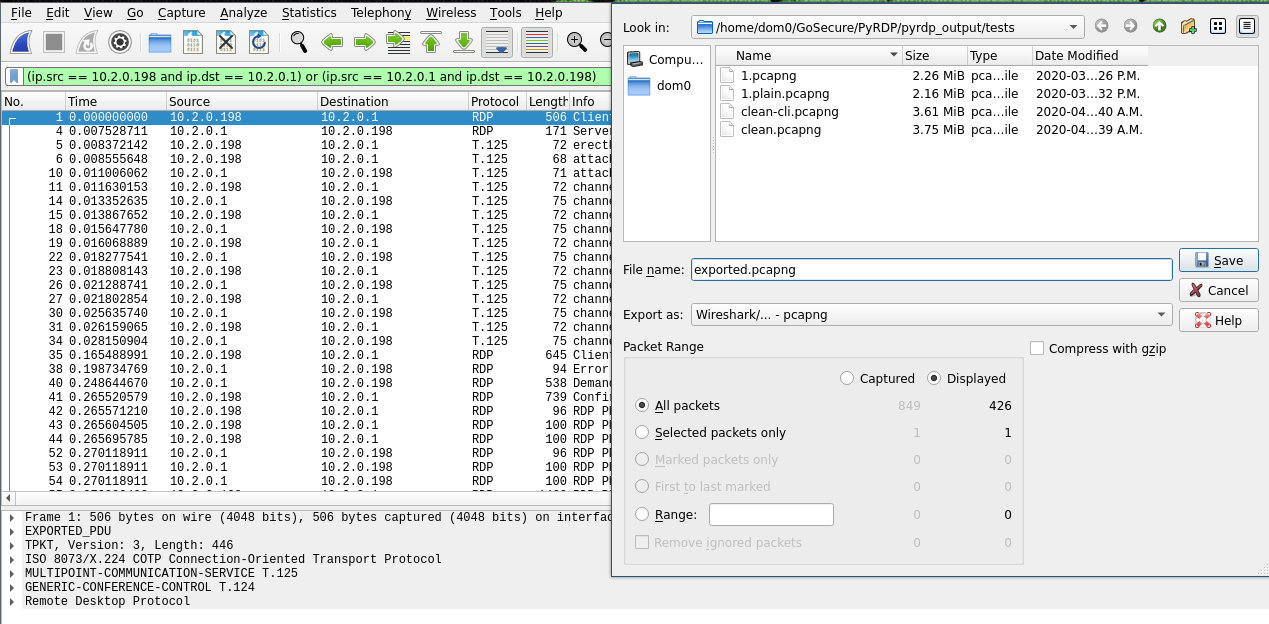 File Edit View Go Capture Analyze Statistics Telephony Wireless Tools Help
(ip.src == 10.2.0.198 and ip.dst == 10.2.0.1) or (ip.src == 10.2.0.1 and ip.dst == 10.2.0.198)
No. Time Source Destination Protocol Length Info
1 0.000000000 10.2.0.198 10.2.0.1 RDP 506 Client
4 0.007528711 10.2.0.1 10.2.0.198 RDP 171 Server
5 0.008372142 10.2.0.198 10.2.0.1 T.125 72 erectD
6 0.008555648 10.2.0.198 10.2.0.1 T.125 68 attach
10 0.011006062 10.2.0.1 10.2.0.198 T.125 71 attach
11 0.011630153 10.2.0.198 10.2.0.1 T.125 72 channe
14 0.013352635 10.2.0.1 10.2.0.198 T.125 75 channe
15 0.013867652 10.2.0.198 10.2.0.1 T.125 72 channe
18 0.015647780 10.2.0.1 10.2.0.198 T.125 75 channe
19 0.016068889 10.2.0.198 10.2.0.1 T.125 72 channe
22 0.018277541 10.2.0.1 10.2.0.198 T.125 75 channe
23 0.018808143 10.2.0.198 10.2.0.1 T.125 72 channe
26 0.021288741 10.2.0.1 10.2.0.198 T.125 75 channe
27 0.021802854 10.2.0.198 10.2.0.1 T.125 72 channe
30 0.025635740 10.2.0.1 10.2.0.198 T.125 75 channe
31 0.026159065 10.2.0.198 10.2.0.1 T.125 72 channe
34 0.028150904 10.2.0.1 10.2.0.198 T.125 75 channe
35 0.165488991 10.2.0.198 10.2.0.1 RDP 645 Client
38 0.198734769 10.2.0.1 10.2.0.198 RDP 94 Error
40 0.248644670 10.2.0.1 10.2.0.198 RDP 538 Demand
41 0.265520579 10.2.0.198 10.2.0.1 RDP 739 Confir
42 0.265571210 10.2.0.198 10.2.0.1 RDP 96 RDP P
43 0.265604505 10.2.0.198 10.2.0.1 RDP 100 RDP P
44 0.265695785 10.2.0.198 10.2.0.1 RDP 100 RDP P
52 0.270118911 10.2.0.1 10.2.0.198 RDP 96 RDP P
53 0.270118911 10.2.0.1 10.2.0.198 RDP 100 RDP P
54 0.270118911 10.2.0.1 10.2.0.198 RDP 100 RDP P
Frame 1: 506 bytes on wire (4048 bits), 506 bytes captured (4048 bits) on interfac
EXPORTED_PDU
TPKT, Version: 3, Length: 446
ISO 8073/X.224 COTP Connection-Oriented Transport Protocol
MULTIPOINT-COMMUNICATION-SERVICE T.125
GENERIC-CONFERENCE-CONTROL T.124
Remote Desktop Protocol
Look in: /home/dom0/GoSecure/PyRDP/pyrdp_output/tests
Compu...
dom0
Name Size Type Date Modified
1.pcapng 2.26 MiB pca...ile 2020-03...26 P.M.
1.plain.pcapng 2.16 MiB pca...ile 2020-03...32 P.M.
clean-cli.pcapng 3.61 MiB pca...ile 2020-04...40 A.M.
clean.pcapng 3.75 MiB pca...ile 2020-04...39 A.M.
File name: exported.pcapng
Save
Cancel
Export as: Wireshark/... - pcapng
Help
Packet Range
Compress with gzip
Captured Displayed
All packets 849 426
Selected packets only 1 1
Marked packets only 0 0
First to last marked 0 0
Range: 0 0
Remove ignored packets 0 0